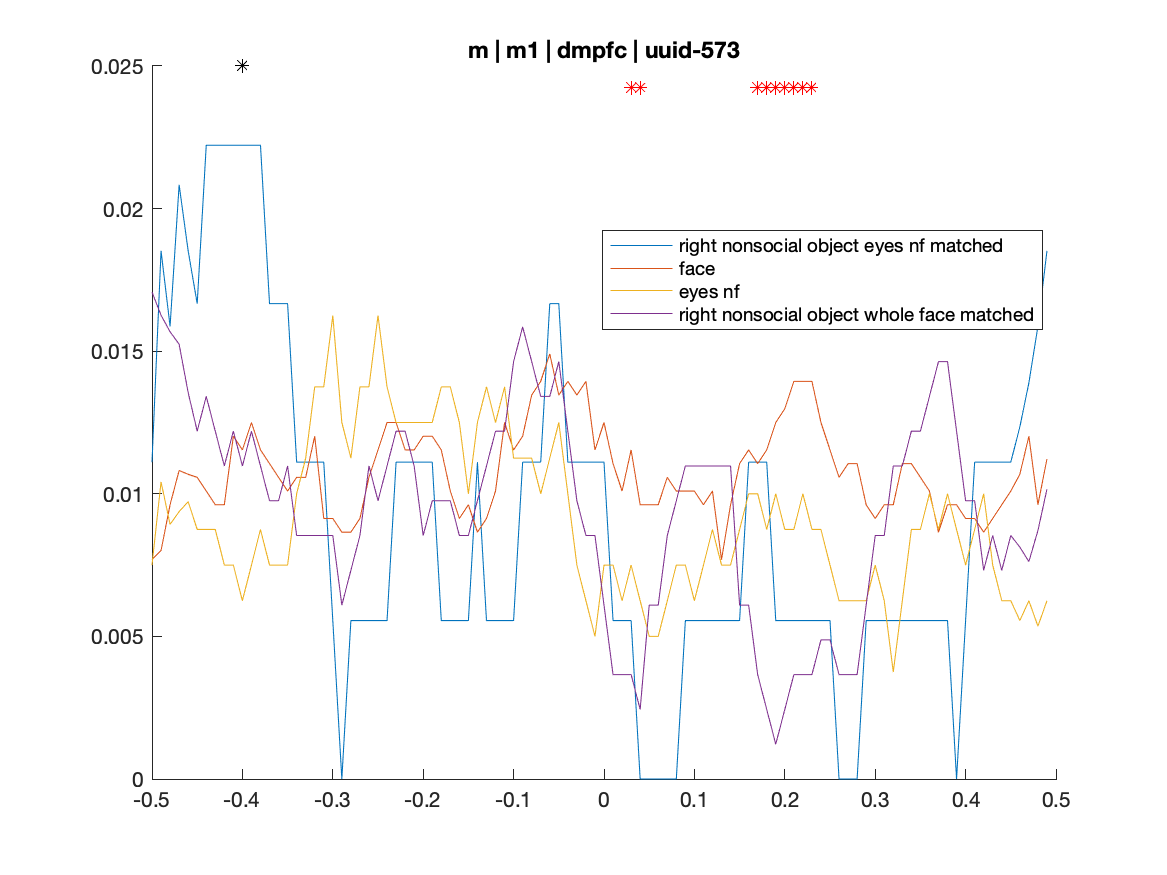 m | m1 | dmpfc | uuid-573
0.025
0.02
0.015
0.01
0.005
0
right nonsocial object eyes nf matched
face
eyes nf
right nonsocial object whole face matched
-0.5 -0.4 -0.3 -0.2 -0.1 0 0.1 0.2 0.3 0.4 0.5